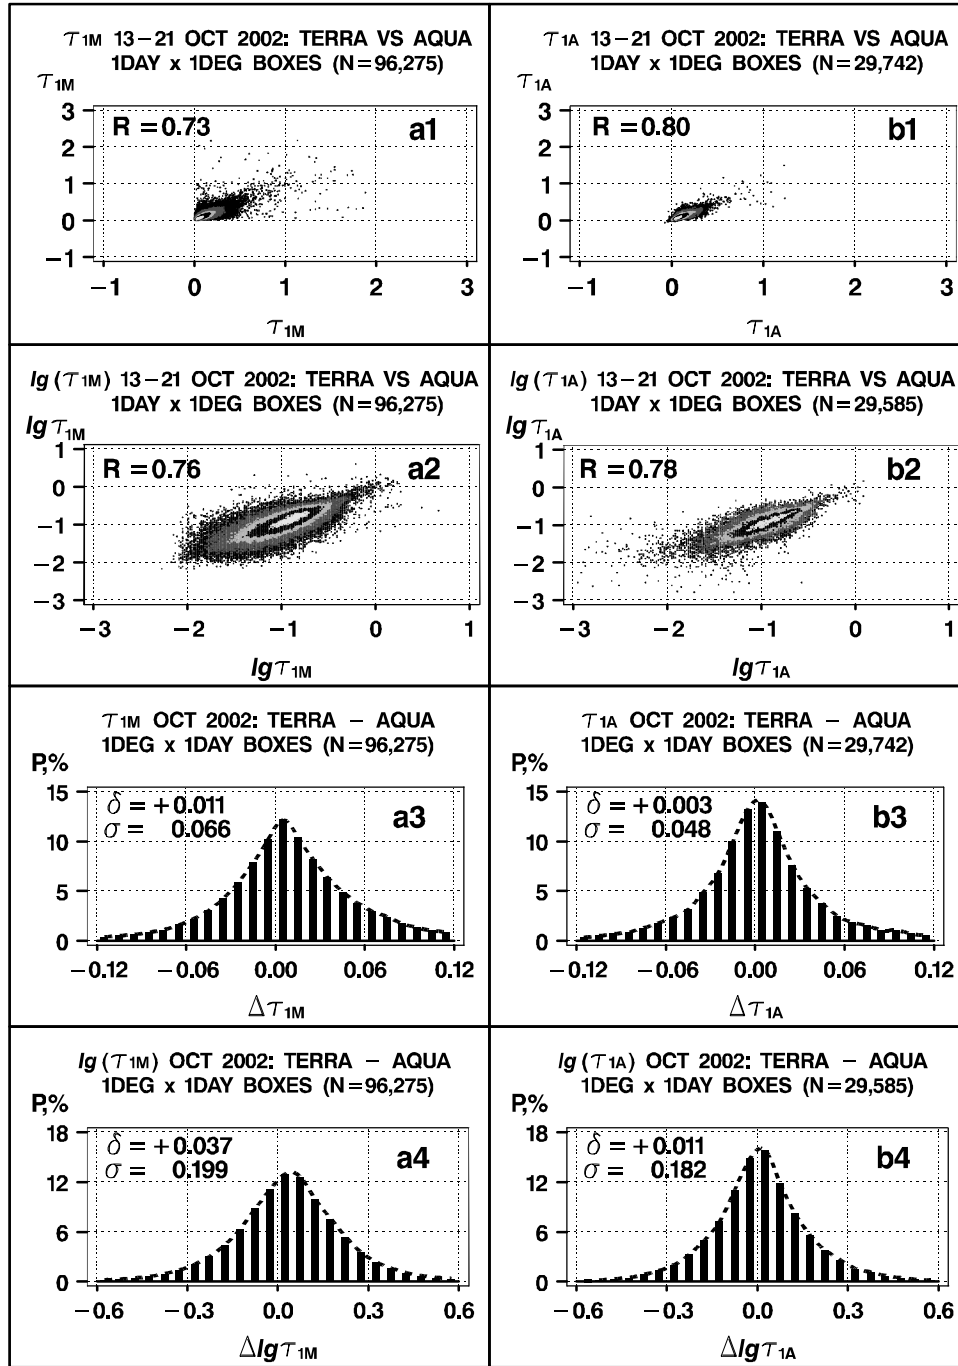 τ1M 13−21 OCT 2002: TERRA VS AQUA
1DAY x 1DEG BOXES (N=96,275)
τ1M
R=0.73
a1
3
2
1
0
−1
−1 0 1 2 3
τ1M
τ1A 13−21 OCT 2002: TERRA VS AQUA
1DAY x 1DEG BOXES (N=29,742)
τ1A
R=0.80
b1
3
2
1
0
−1
−1 0 1 2 3
τ1A
lg(τ1M) 13−21 OCT 2002: TERRA VS AQUA
1DAY x 1DEG BOXES (N=96,275)
lgτ1M
R=0.76
a2
1
0
−1
−2
−3
−3 −2 −1 0 1
lgτ1M
lg(τ1A) 13−21 OCT 2002: TERRA VS AQUA
1DAY x 1DEG BOXES (N=29,585)
lgτ1A
R=0.78
b2
1
0
−1
−2
−3
−3 −2 −1 0 1
lgτ1A
τ1M OCT 2002: TERRA − AQUA
1DEG x 1DAY BOXES (N=96,275)
P,%
δ=+0.011
σ= 0.066
a3
15
10
5
0
−0.12 −0.06 0.00 0.06 0.12
Δτ1M
τ1A OCT 2002: TERRA − AQUA
1DEG x 1DAY BOXES (N=29,742)
P,%
δ=+0.003
σ= 0.048
b3
15
10
5
0
−0.12 −0.06 0.00 0.06 0.12
Δτ1A
lg(τ1M) OCT 2002: TERRA − AQUA
1DEG x 1DAY BOXES (N=96,275)
P,%
δ=+0.037
σ= 0.199
a4
18
12
6
0
−0.6 −0.3 0.0 0.3 0.6
Δlgτ1M
lg(τ1A) OCT 2002: TERRA − AQUA
1DEG x 1DAY BOXES (N=29,585)
P,%
δ=+0.011
σ= 0.182
b4
18
12
6
0
−0.6 −0.3 0.0 0.3 0.6
Δlgτ1A